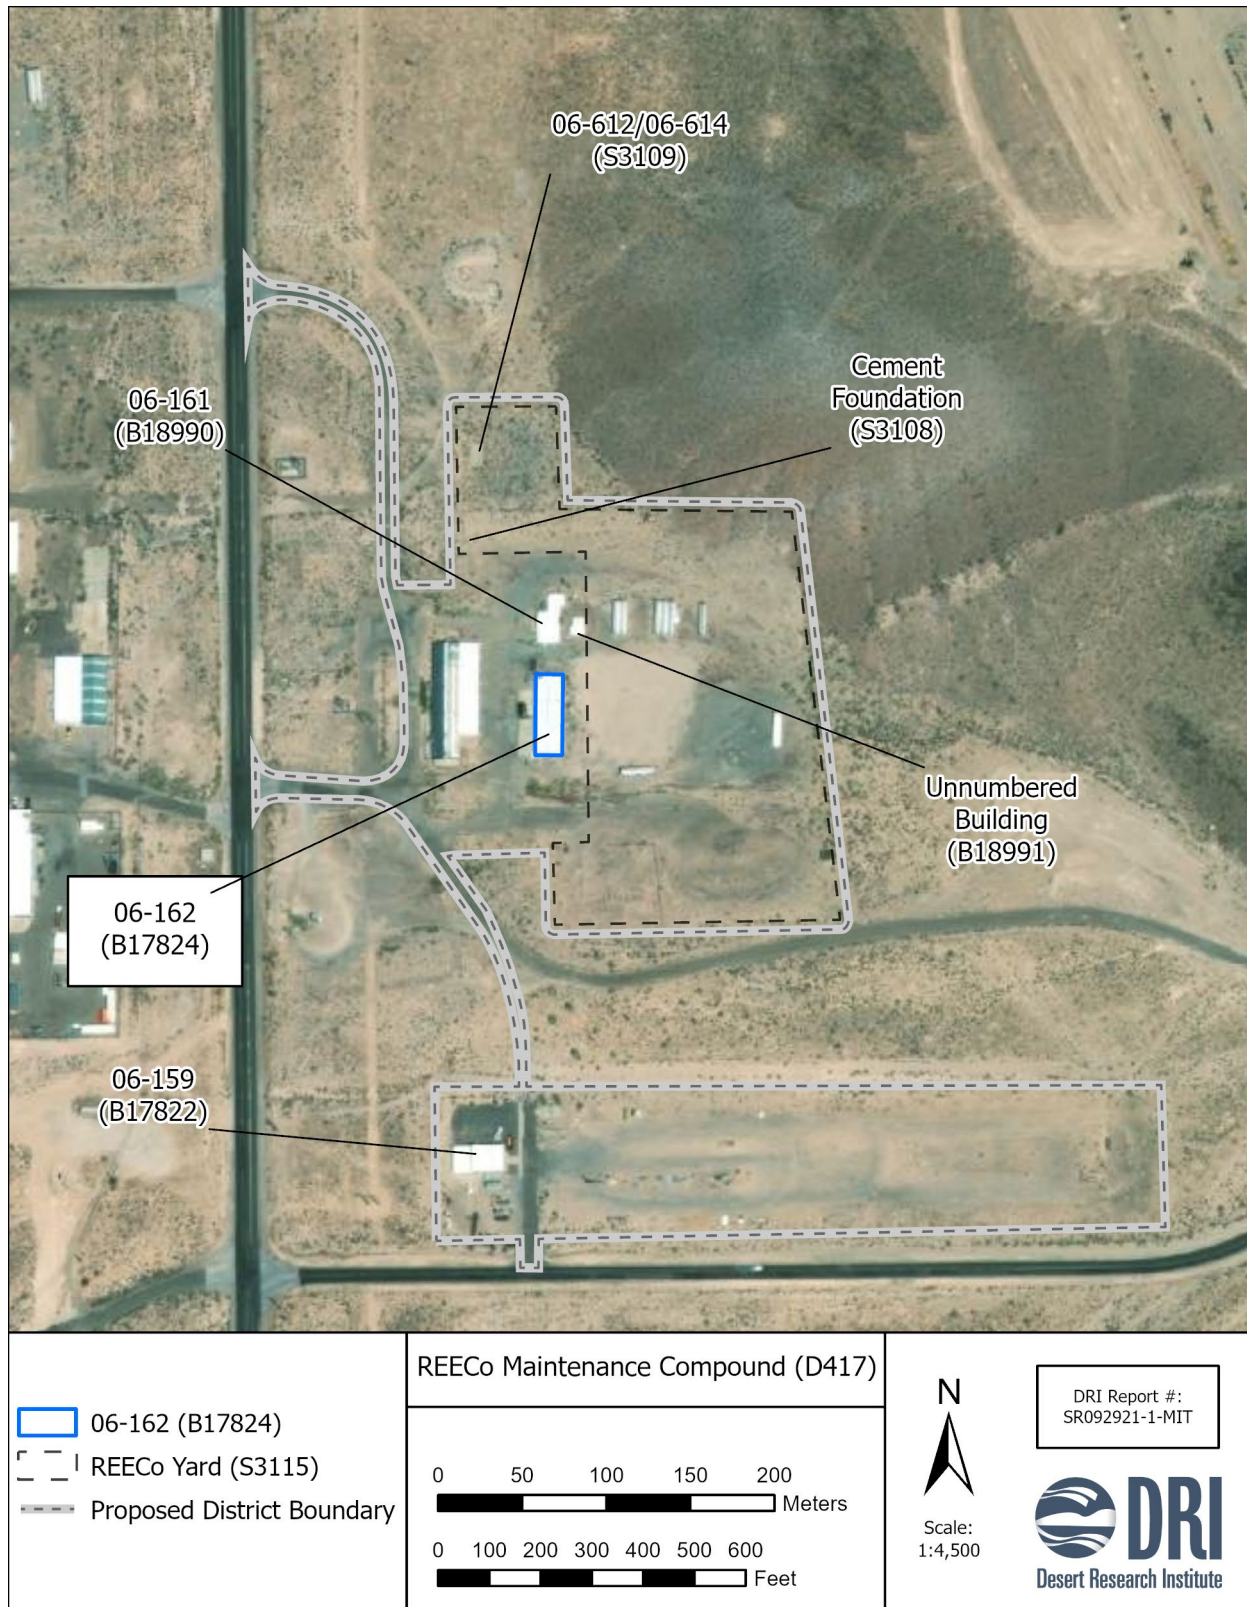 06-612/06-614
(S3109)
Cement
Foundation
(S3108)
06-161
(B18990)
Unnumbered
Building
(B18991)
06-162
(B17824)
06-159
(B17822)
06-162 (B17824)
REECo Yard (S3115)
Proposed District Boundary
REECo Maintenance Compound (D417)
0 50 100 150 200
Meters
0 100 200 300 400 500 600
Feet
N
Scale:
1:4,500
DRI Report #:
SR092921-1-MIT
DRI
Desert Research Institute